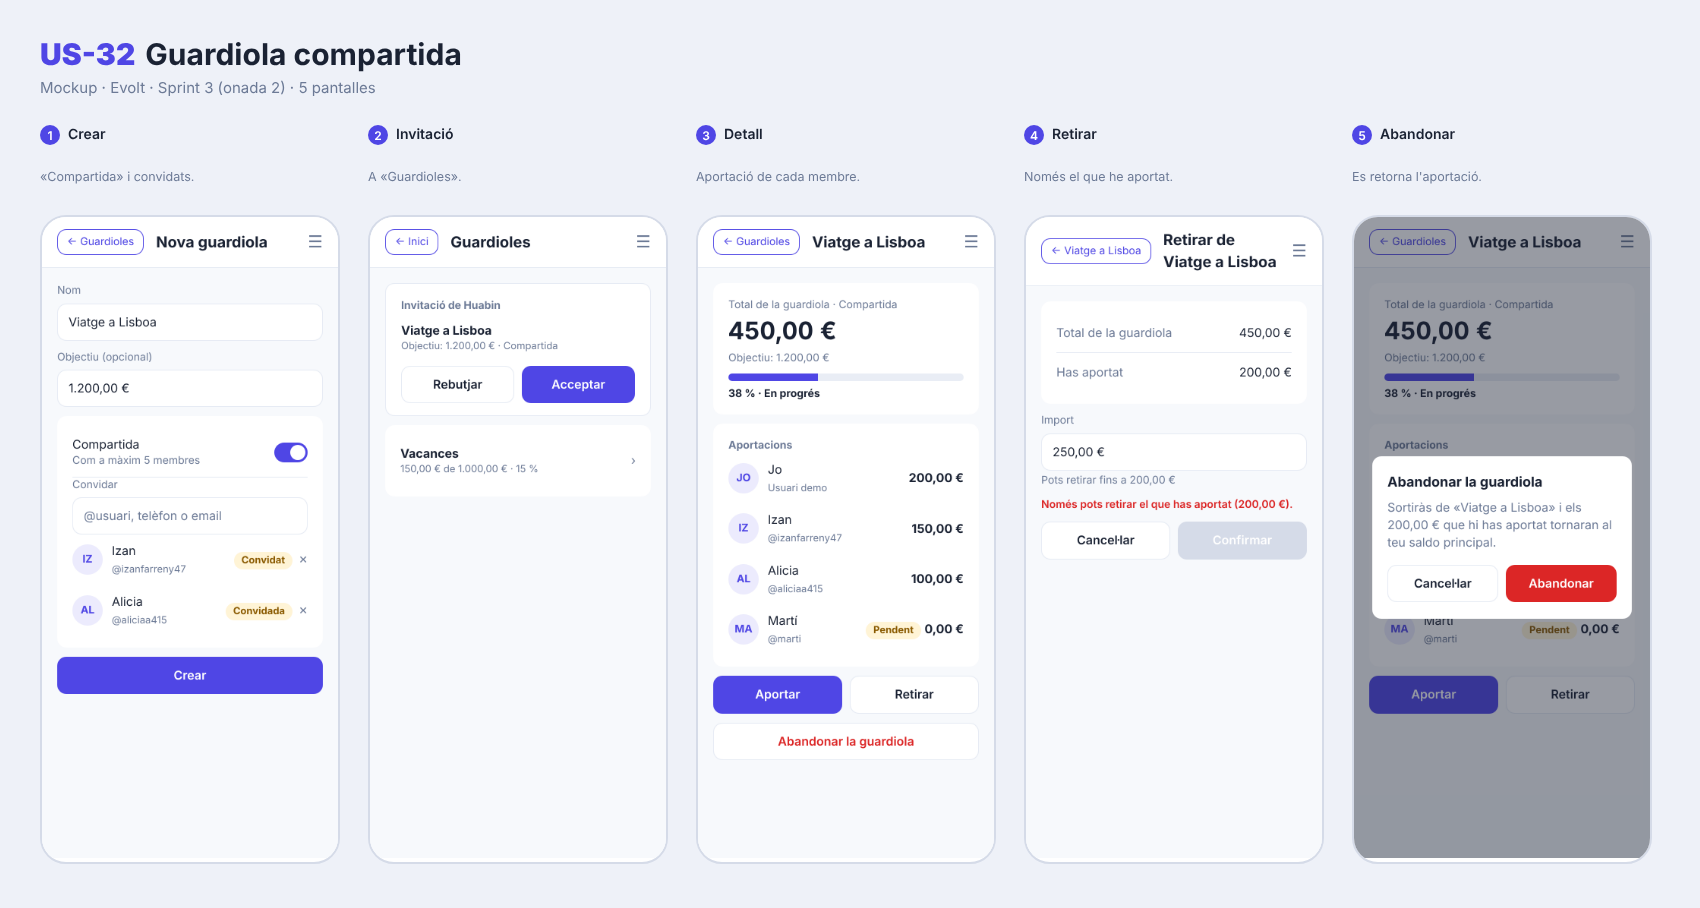 US-32 Guardiola compartida
Mockup · Evolt · Sprint 3 (onada 2) · 5 pantalles
1 Crear
«Compartida» i convidats.
← Guardioles Nova guardiola ☰
Nom
Viatge a Lisboa
Objectiu (opcional)
1.200,00 €
Compartida
Com a màxim 5 membres
Convidar
@usuari, telèfon o email
IZ Izan Convidat ×
@izanfarreny47
AL Alicia Convidada ×
@aliciaa415
Crear
2 Invitació
A «Guardioles».
← Inici Guardioles ☰
Invitació de Huabin
Viatge a Lisboa
Objectiu: 1.200,00 € · Compartida
Rebutjar Acceptar
Vacances ›
150,00 € de 1.000,00 € · 15 %
3 Detall
Aportació de cada membre.
← Guardioles Viatge a Lisboa ☰
Total de la guardiola · Compartida
450,00 €
Objectiu: 1.200,00 €
38 % · En progrés
Aportacions
JO Jo 200,00 €
Usuari demo
IZ Izan 150,00 €
@izanfarreny47
AL Alicia 100,00 €
@aliciaa415
MA Martí Pendent 0,00 €
@marti
Aportar Retirar
Abandonar la guardiola
4 Retirar
Només el que he aportat.
← Viatge a Lisboa Retirar de ☰
Viatge a Lisboa
Total de la guardiola 450,00 €
Has aportat 200,00 €
Import
250,00 €
Pots retirar fins a 200,00 €
Només pots retirar el que has aportat (200,00 €).
Cancel·lar Confirmar
5 Abandonar
Es retorna l'aportació.
← Guardioles Viatge a Lisboa ☰
Total de la guardiola · Compartida
450,00 €
Objectiu: 1.200,00 €
38 % · En progrés
Aportacions
Abandonar la guardiola
Sortiràs de «Viatge a Lisboa» i els
200,00 € que hi has aportat tornaran al
teu saldo principal.
Cancel·lar Abandonar
MA Martí Pendent 0,00 €
@marti
Aportar Retirar